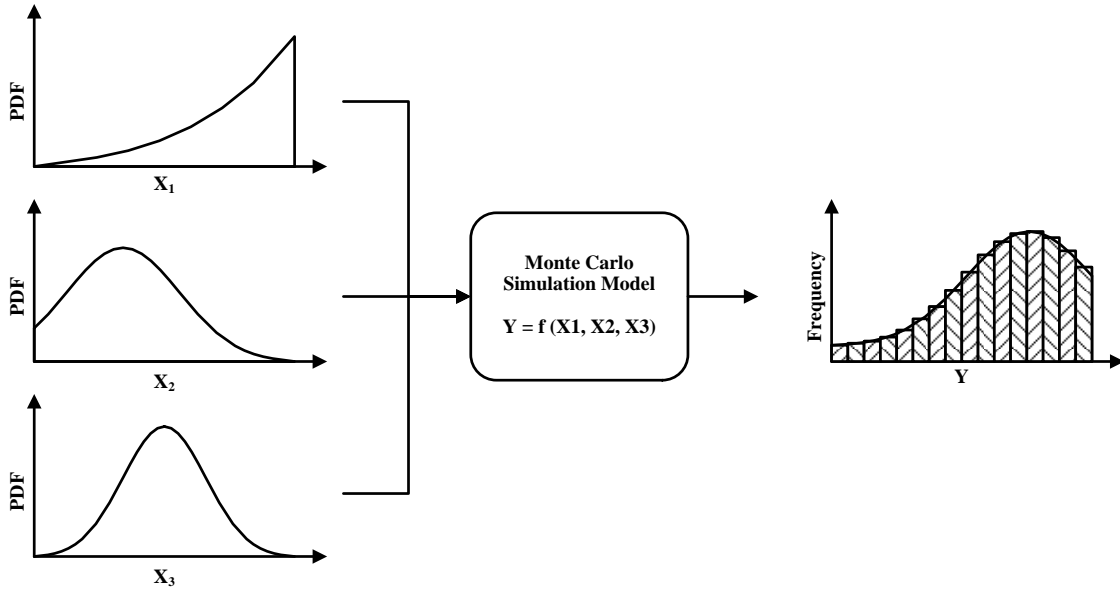 PDF
X₁
PDF
X₂
PDF
X₃
Monte Carlo
Simulation Model
Y = f (X1, X2, X3)
Frequency
Y